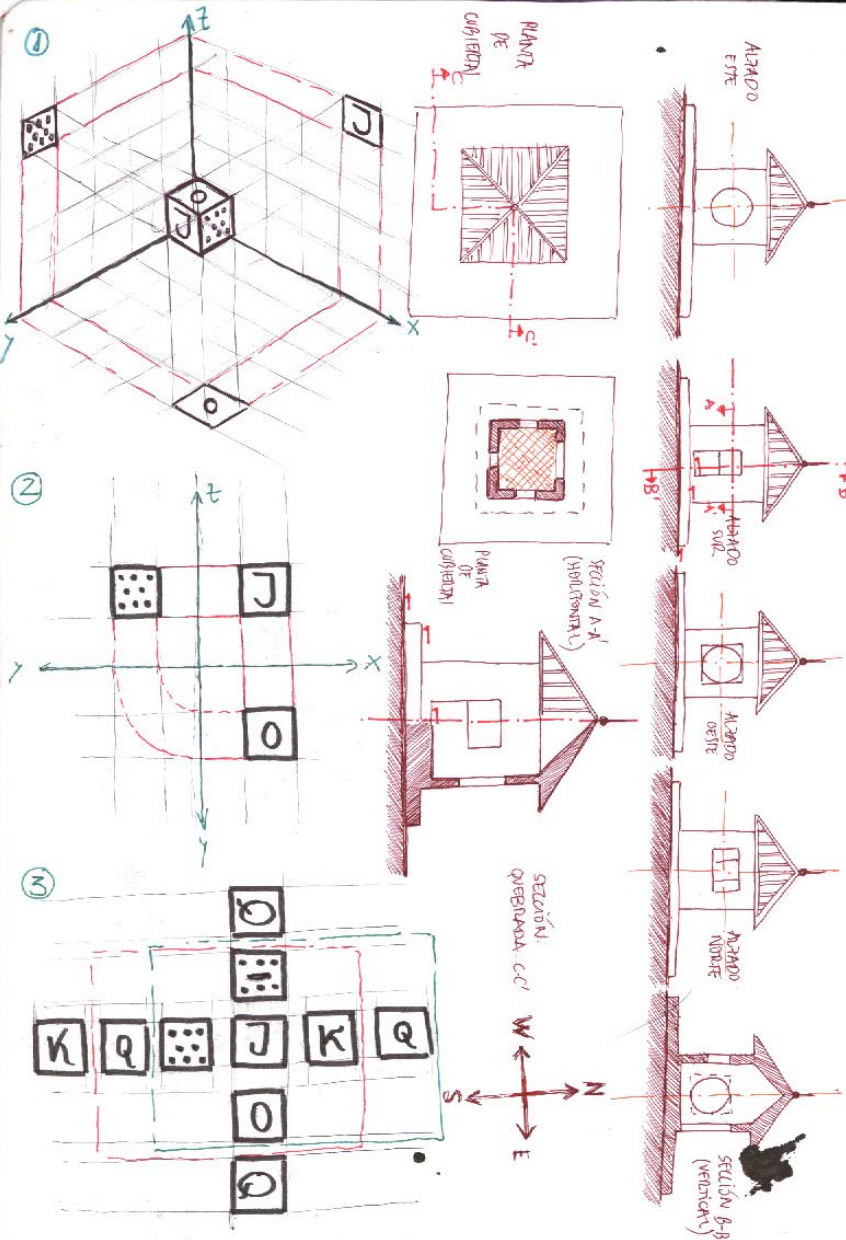 1
Z
J
O
J
O
X
y
2
Z
J
y
X
O
y
3
Q
K
Q
J
K
Q
O
Q
PLANTA
DE
CUBIERTA
C
C'
ALZADO
ESTE
A
A'
B'
ALZADO
SUR
SECCIÓN A-A'
(HORIZONTAL)
PLANTA
DE
CUBIERTA
ALZADO
OESTE
ALZADO
NORTE
SECCIÓN
QUEBRADA C-C'
W
N
S
E
SECCIÓN B-B
(VERTICAL)